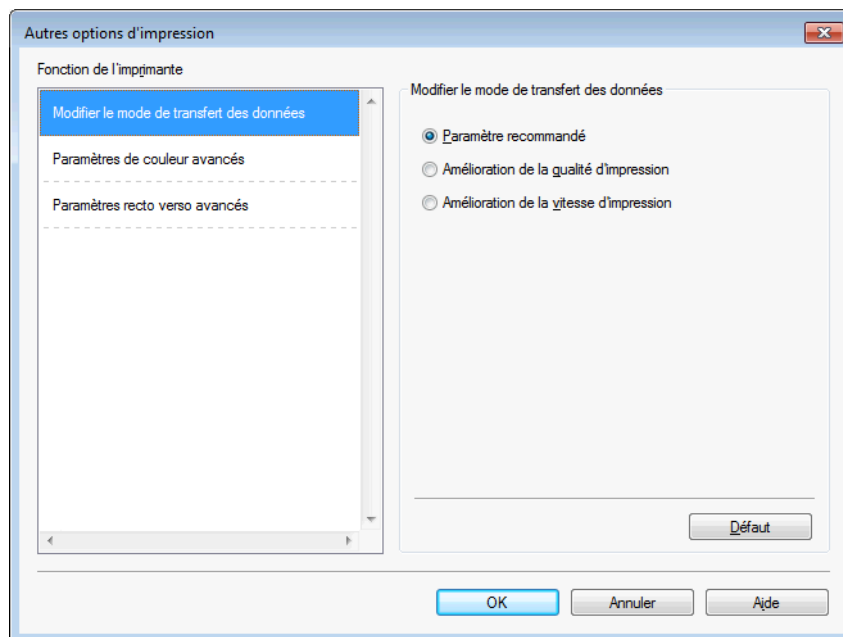 Autres options d'impression
Fonction de l'imprimante
Modifier le mode de transfert des données
Paramètres de couleur avancés
Paramètres recto verso avancés
Modifier le mode de transfert des données
Paramètre recommandé
Amélioration de la qualité d'impression
Amélioration de la vitesse d'impression
Défaut
OK
Annuler
Aide